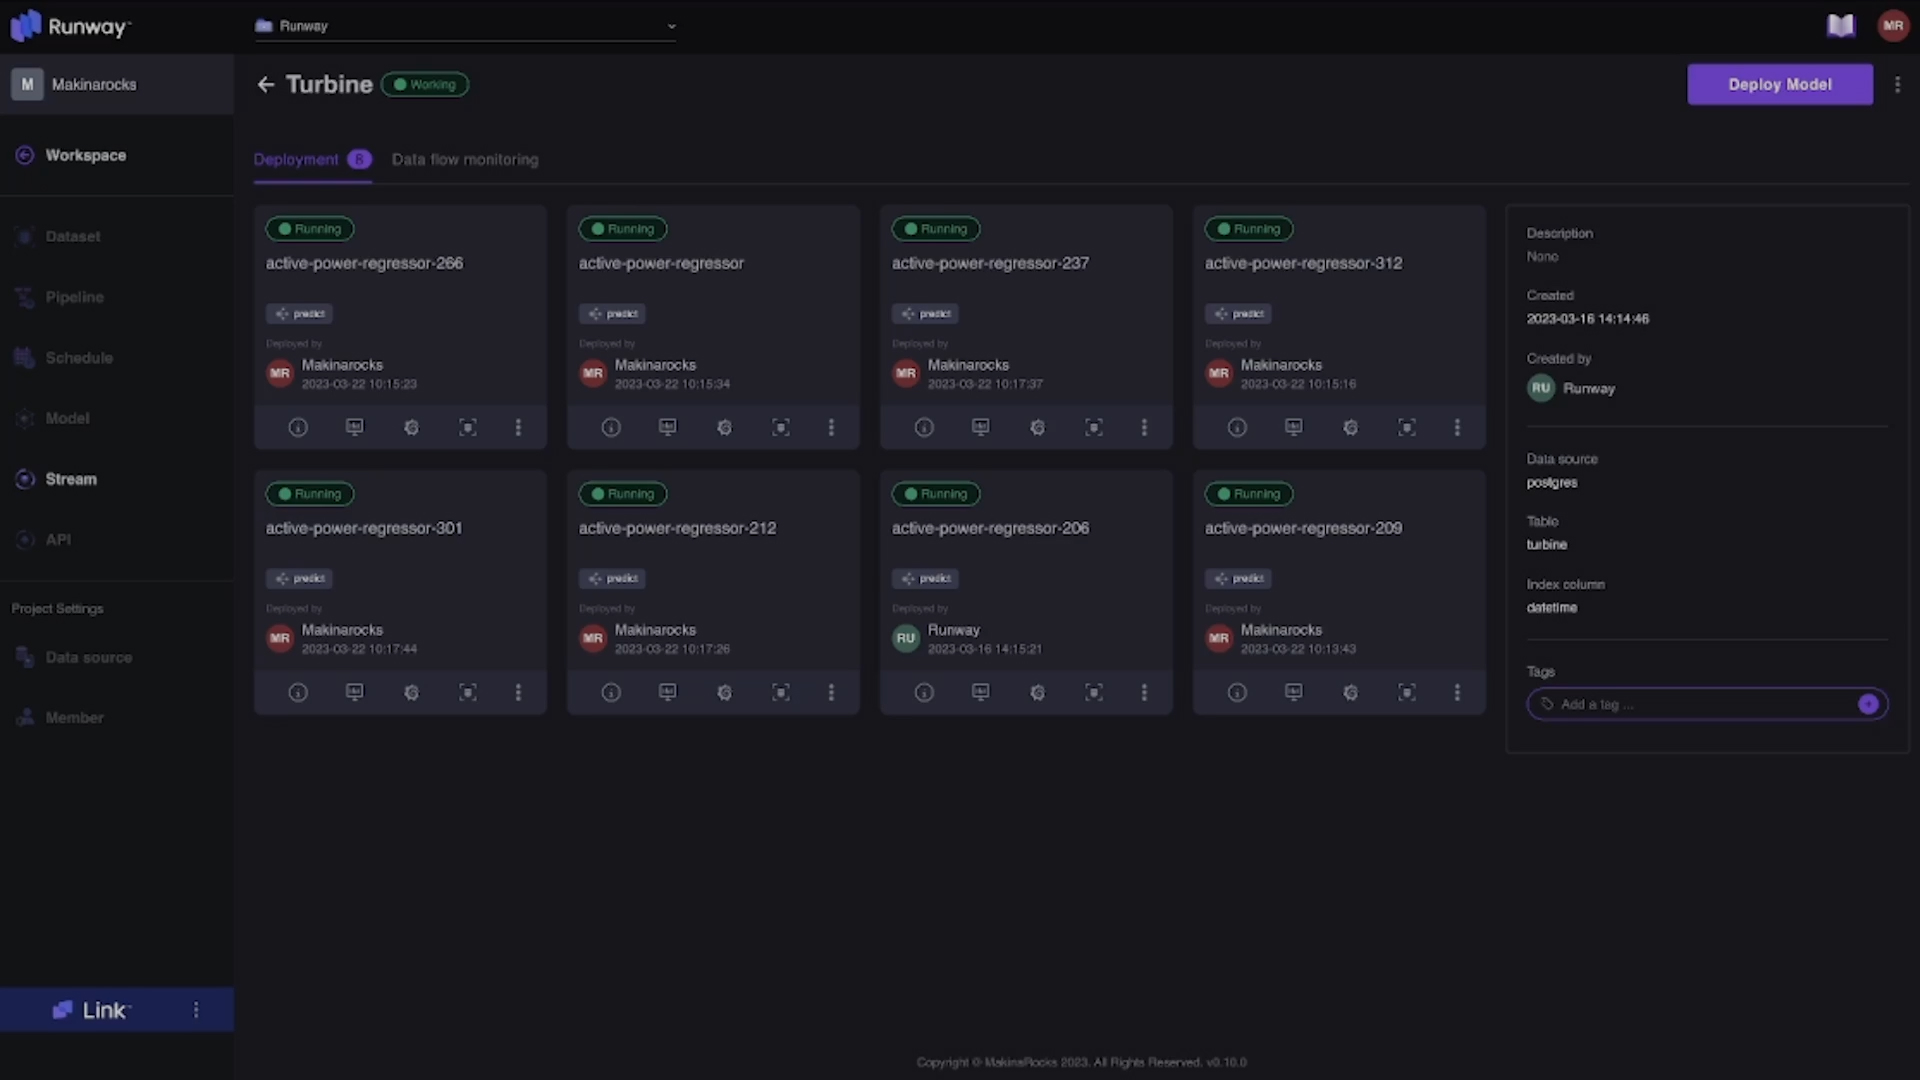 Runway
Runway
MR
M Makinarocks
Turbine
Working
Deploy Model
Workspace
Deployment 8
Data flow monitoring
Dataset
Pipeline
Schedule
Model
Stream
API
Project Settings
Data source
Member
Link
Running
active-power-regressor-266
predict
Deployed by
MR Makinarocks
2023-03-22 10:15:23
Running
active-power-regressor
predict
Deployed by
MR Makinarocks
2023-03-22 10:15:34
Running
active-power-regressor-237
predict
Deployed by
MR Makinarocks
2023-03-22 10:17:37
Running
active-power-regressor-312
predict
Deployed by
MR Makinarocks
2023-03-22 10:15:16
Running
active-power-regressor-301
predict
Deployed by
MR Makinarocks
2023-03-22 10:17:44
Running
active-power-regressor-212
predict
Deployed by
MR Makinarocks
2023-03-22 10:17:26
Running
active-power-regressor-206
predict
Deployed by
RU Runway
2023-03-16 14:15:21
Running
active-power-regressor-209
predict
Deployed by
MR Makinarocks
2023-03-22 10:13:43
Description
None
Created
2023-03-16 14:14:46
Created by
RU Runway
Data source
postgres
Table
turbine
Index column
datetime
Tags
Add a tag ...
Copyright © MakinaRocks 2023. All Rights Reserved. v0.10.0